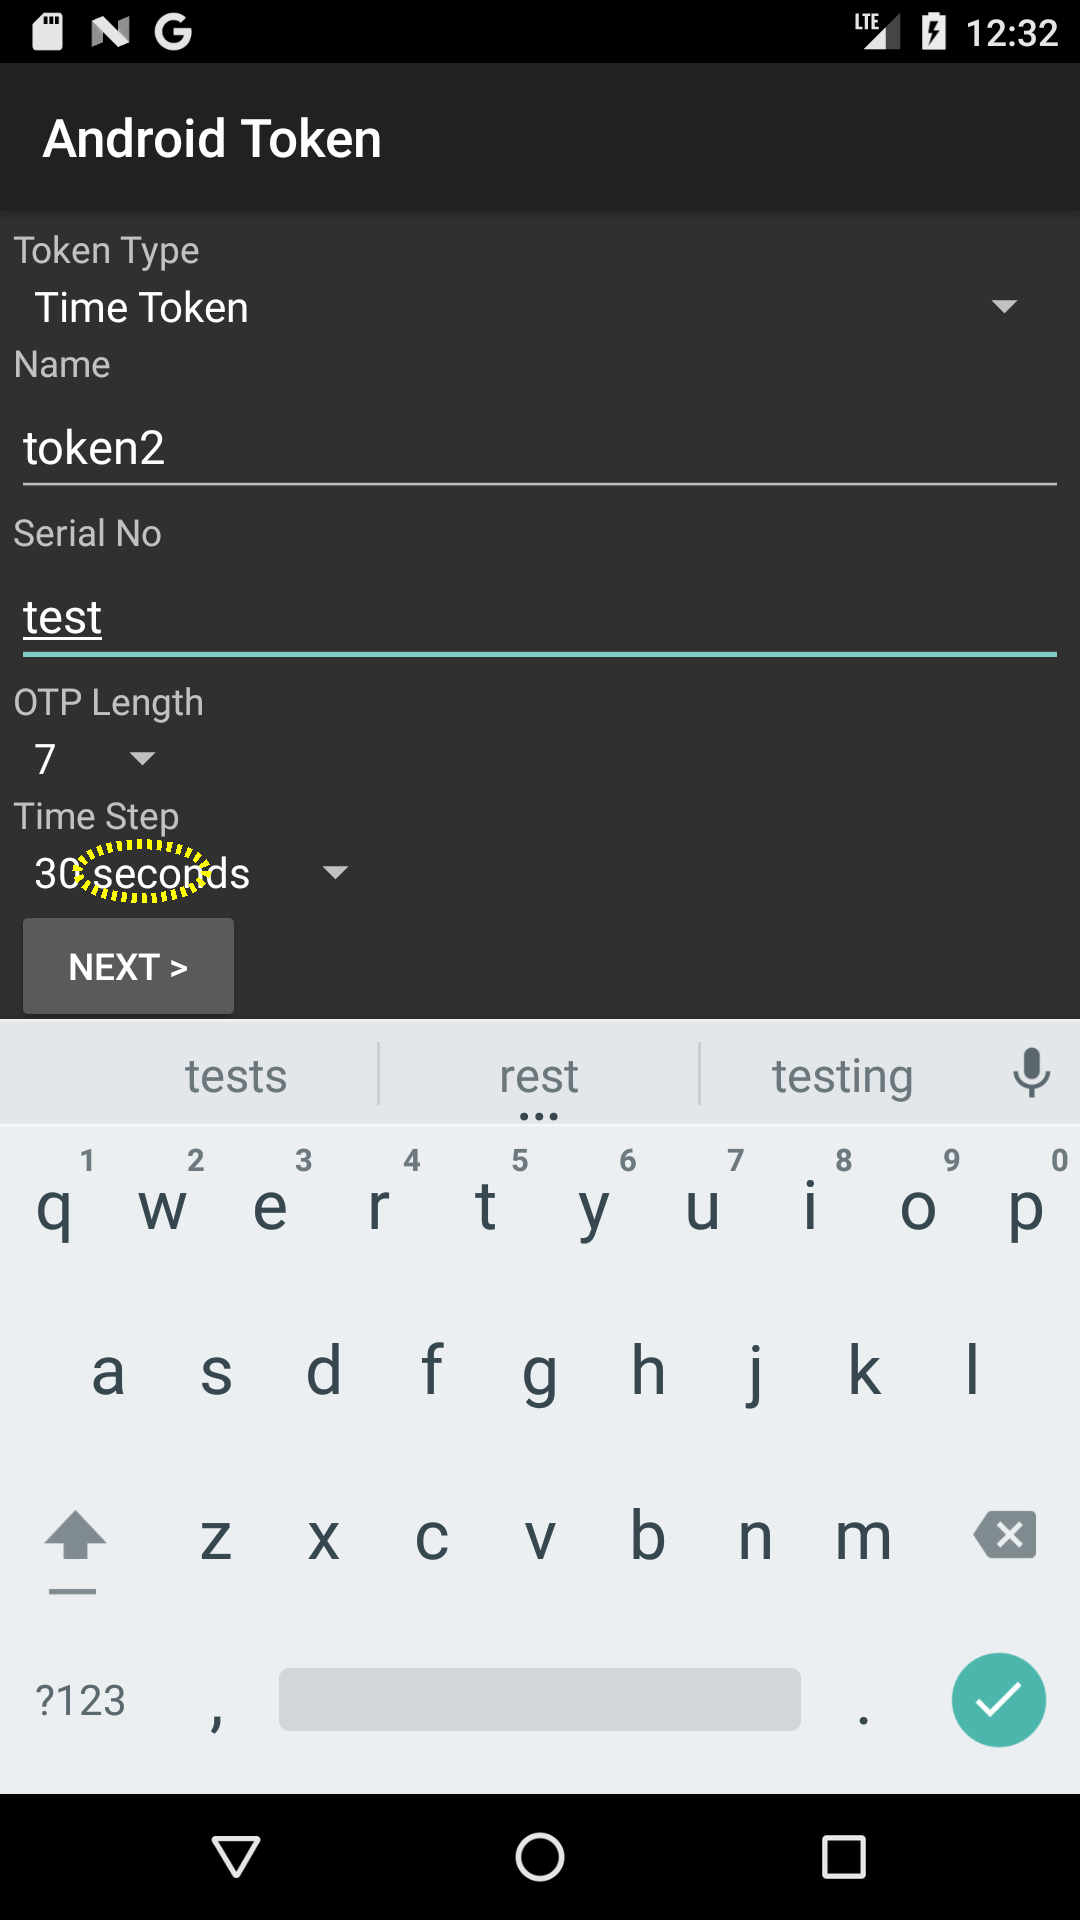 LTE 12:32
Android Token
Token Type
Time Token
Name
token2
Serial No
test
OTP Length
7
Time Step
30 seconds
NEXT >
tests rest testing
1 2 3 4 5 6 7 8 9 0
q w e r t y u i o p
a s d f g h j k l
z x c v b n m
?123 , .